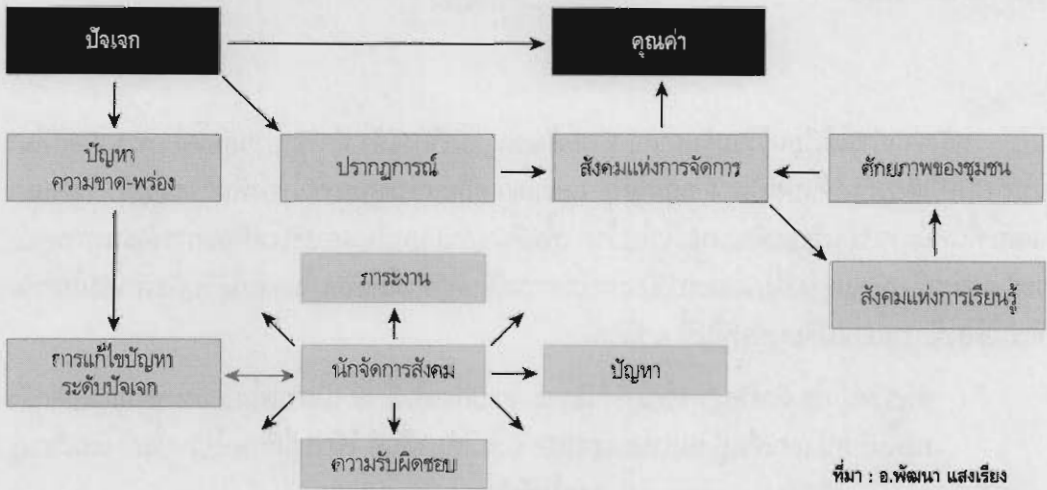 ปัจเจก
คุณค่า
ปัญหา
ความขาด-พร่อง
ปรากฏการณ์
สังคมแห่งการจัดการ
ศักยภาพของชุมชน
ภาระงาน
สังคมแห่งการเรียนรู้
การแก้ไขปัญหา
ระดับปัจเจก
นักจัดการสังคม
ปัญหา
ความรับผิดชอบ
ที่มา : อ.พัฒนา แสงเรียง